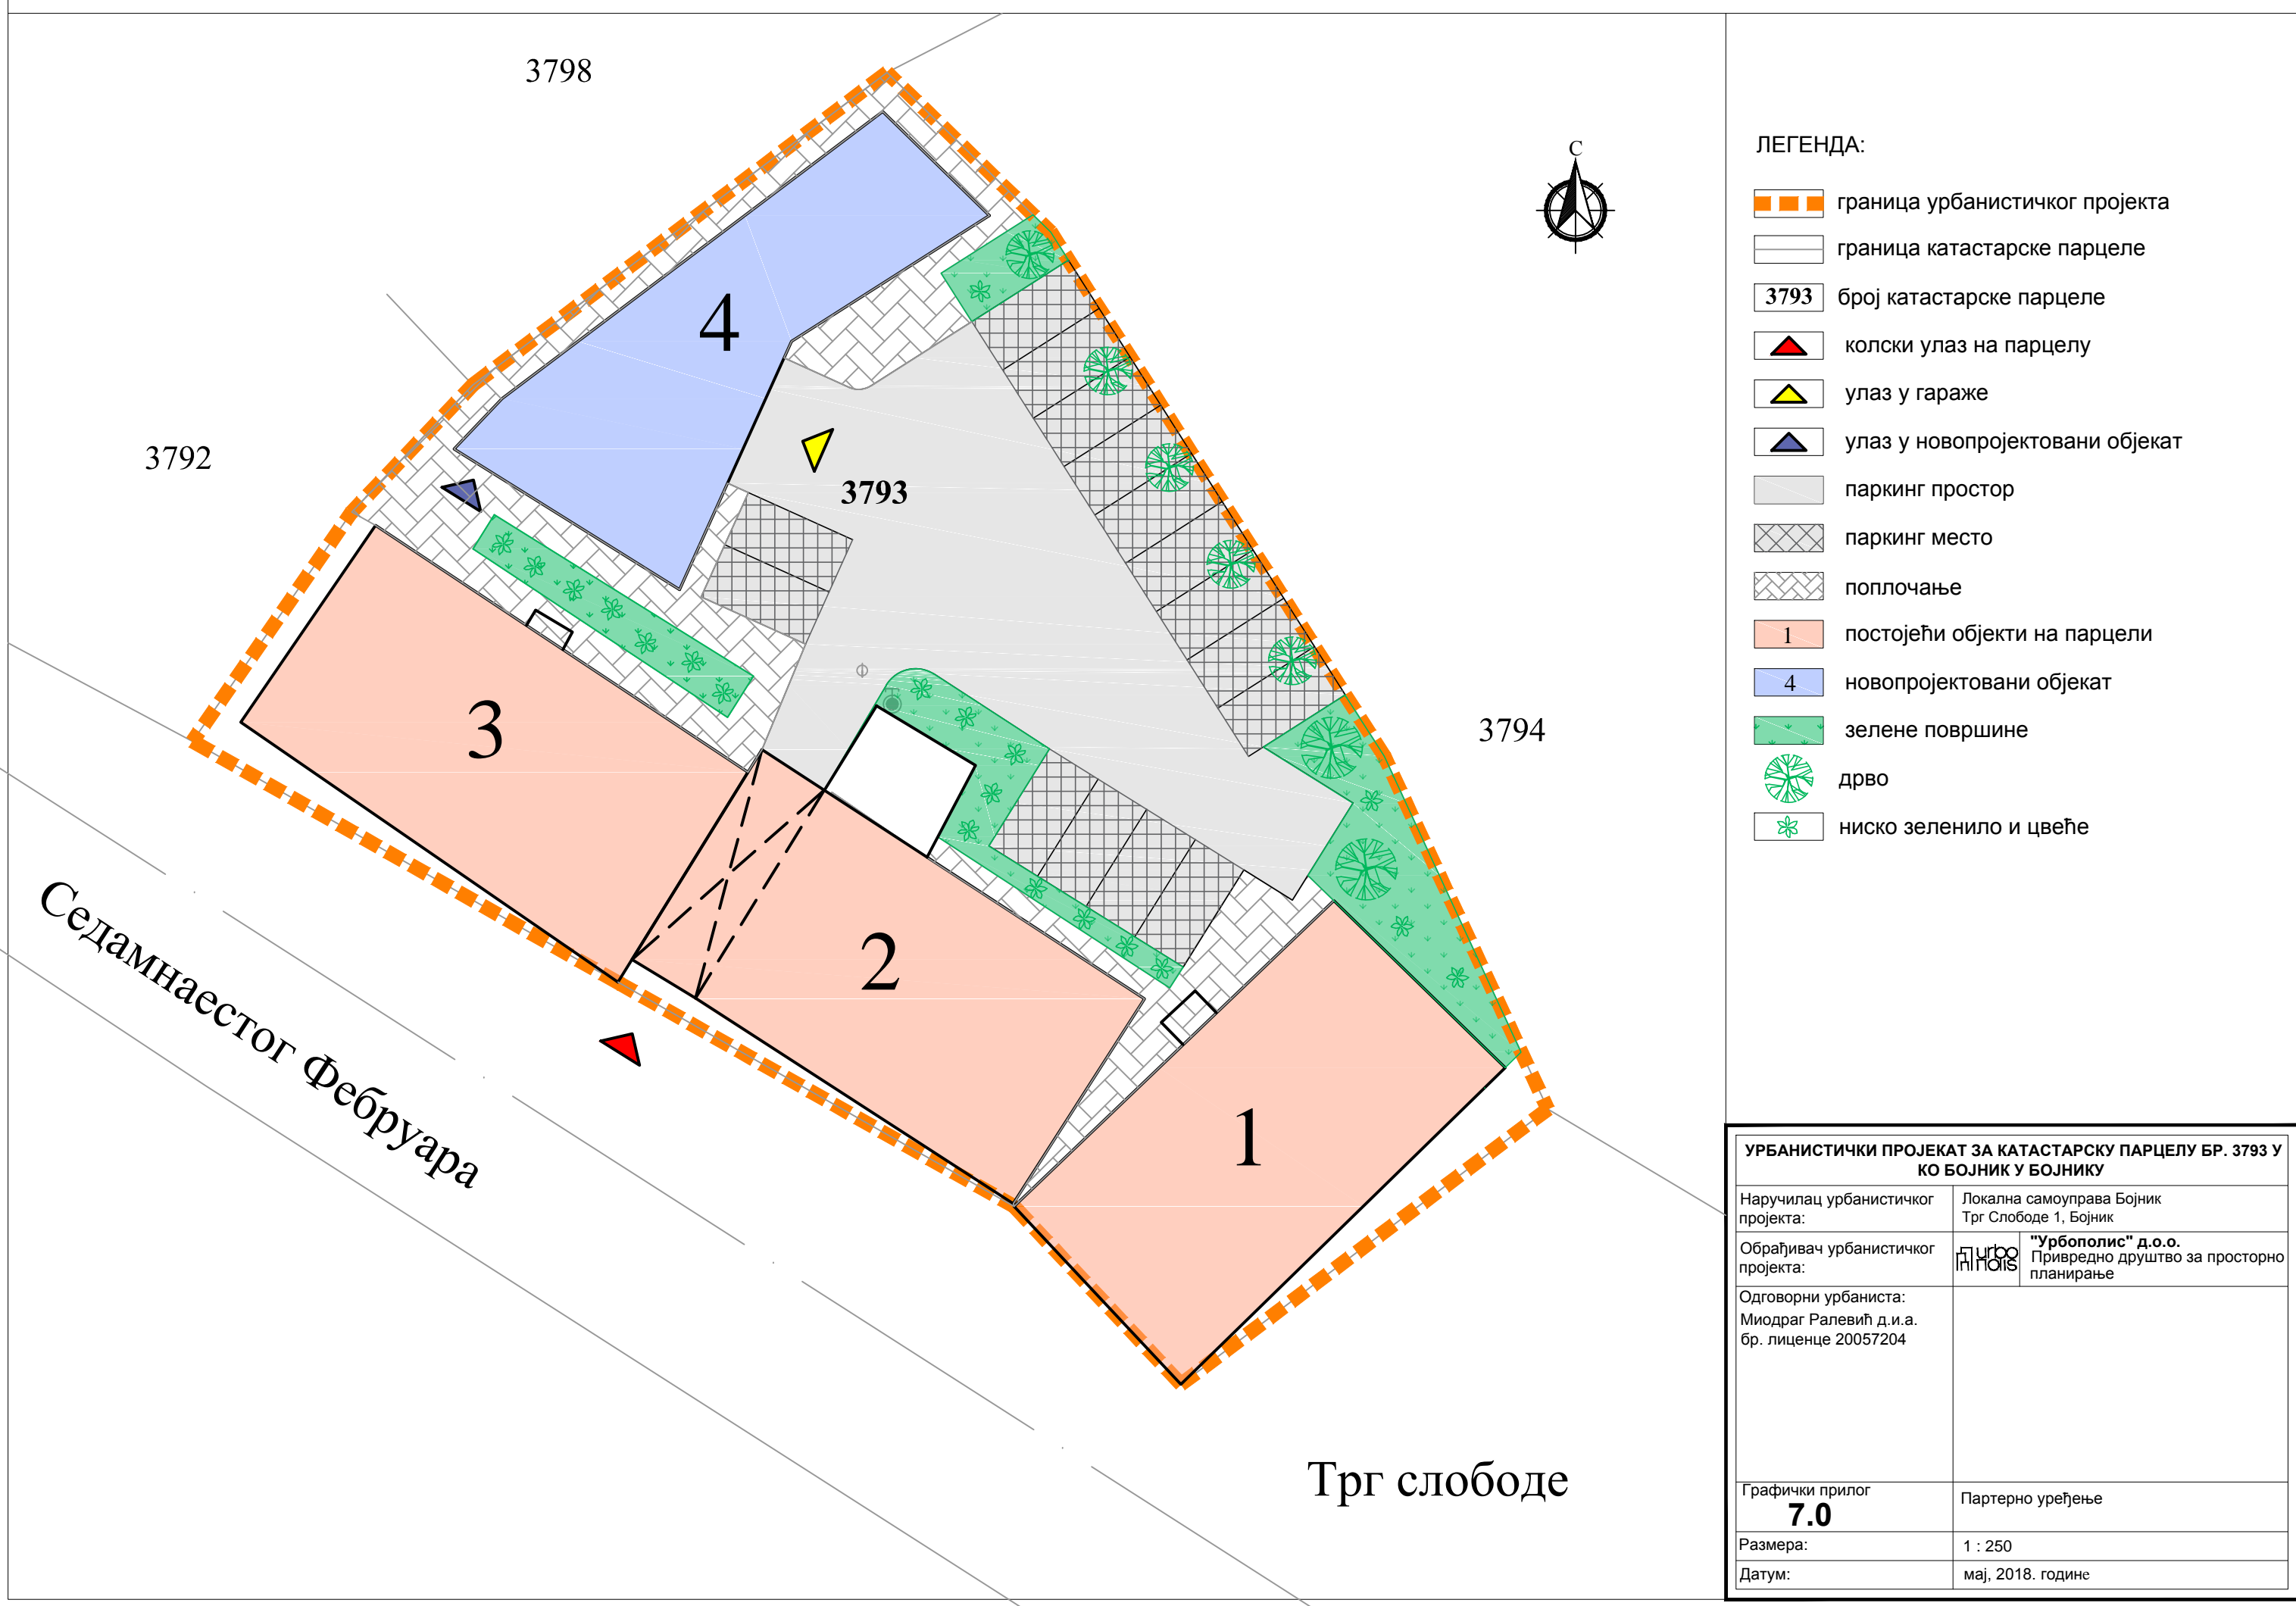 3798
С
3792
4
3793
3794
3
2
1
Седамнаестог Фебруара
Трг слободе
ЛЕГЕНДА:
граница урбанистичког пројекта
граница катастарске парцеле
3793 број катастарске парцеле
колски улаз на парцелу
улаз у гараже
улаз у новопројектовани објекат
паркинг простор
паркинг место
поплочање
1 постојећи објекти на парцели
4 новопројектовани објекат
зелене површине
дрво
ниско зеленило и цвеће
УРБАНИСТИЧКИ ПРОЈЕКАТ ЗА КАТАСТАРСКУ ПАРЦЕЛУ БР. 3793 У
КО БОЈНИК У БОЈНИКУ
Наручилац урбанистичког
пројекта:
Локална самоуправа Бојник
Трг Слободе 1, Бојник
Обрађивач урбанистичког
пројекта:
"Урбополис" д.о.о.
Привредно друштво за просторно
планирање
Одговорни урбаниста:
Миодраг Ралевић д.и.а.
бр. лиценце 20057204
Графички прилог
7.0
Партерно уређење
Размера:
1 : 250
Датум:
мај, 2018. године